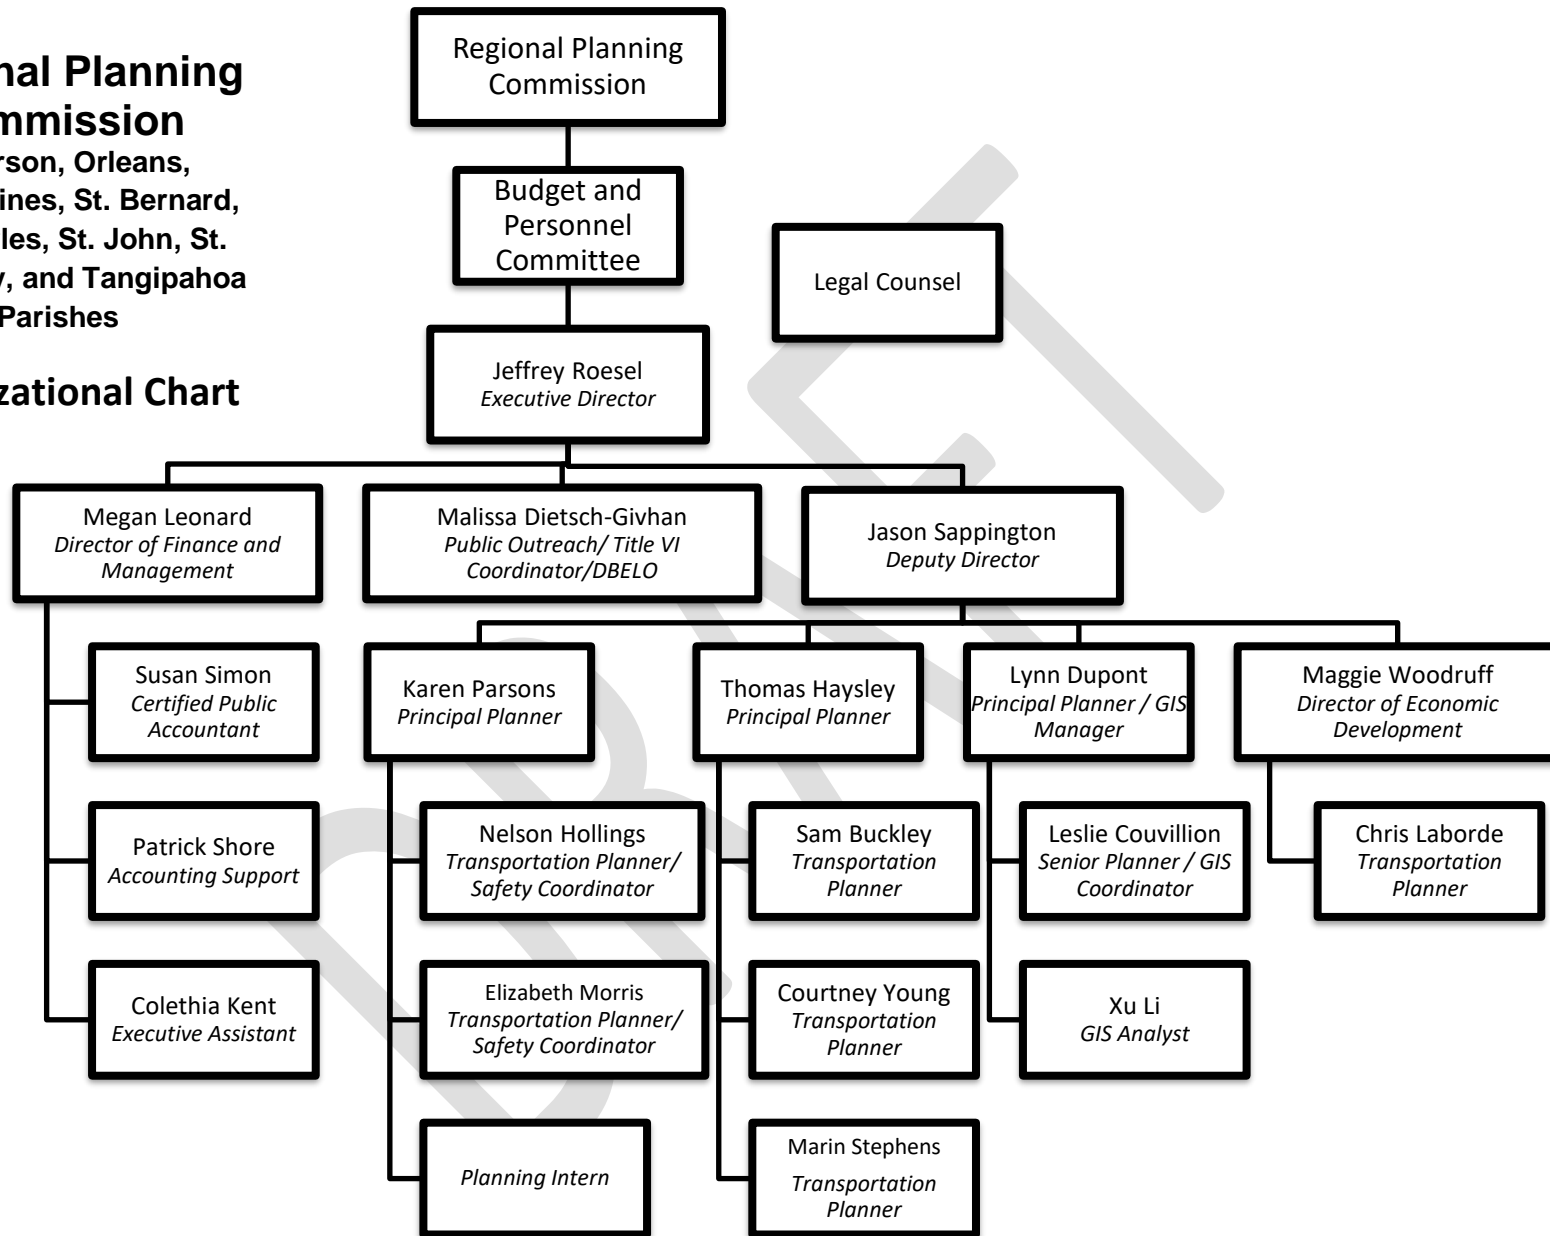 nal Planning
mmission
rson, Orleans,
ines, St. Bernard,
les, St. John, St.
y, and Tangipahoa
Parishes
zational Chart
Regional Planning
Commission
Budget and
Personnel
Committee
Legal Counsel
Jeffrey Roesel
Executive Director
Megan Leonard
Director of Finance and
Management
Malissa Dietsch-Givhan
Public Outreach/ Title VI
Coordinator/DBELO
Jason Sappington
Deputy Director
Susan Simon
Certified Public
Accountant
Patrick Shore
Accounting Support
Colethia Kent
Executive Assistant
Karen Parsons
Principal Planner
Nelson Hollings
Transportation Planner/
Safety Coordinator
Elizabeth Morris
Transportation Planner/
Safety Coordinator
Planning Intern
Thomas Haysley
Principal Planner
Sam Buckley
Transportation
Planner
Courtney Young
Transportation
Planner
Marin Stephens
Transportation
Planner
Lynn Dupont
Principal Planner / GIS
Manager
Leslie Couvillion
Senior Planner / GIS
Coordinator
Xu Li
GIS Analyst
Maggie Woodruff
Director of Economic
Development
Chris Laborde
Transportation
Planner
DRAFT